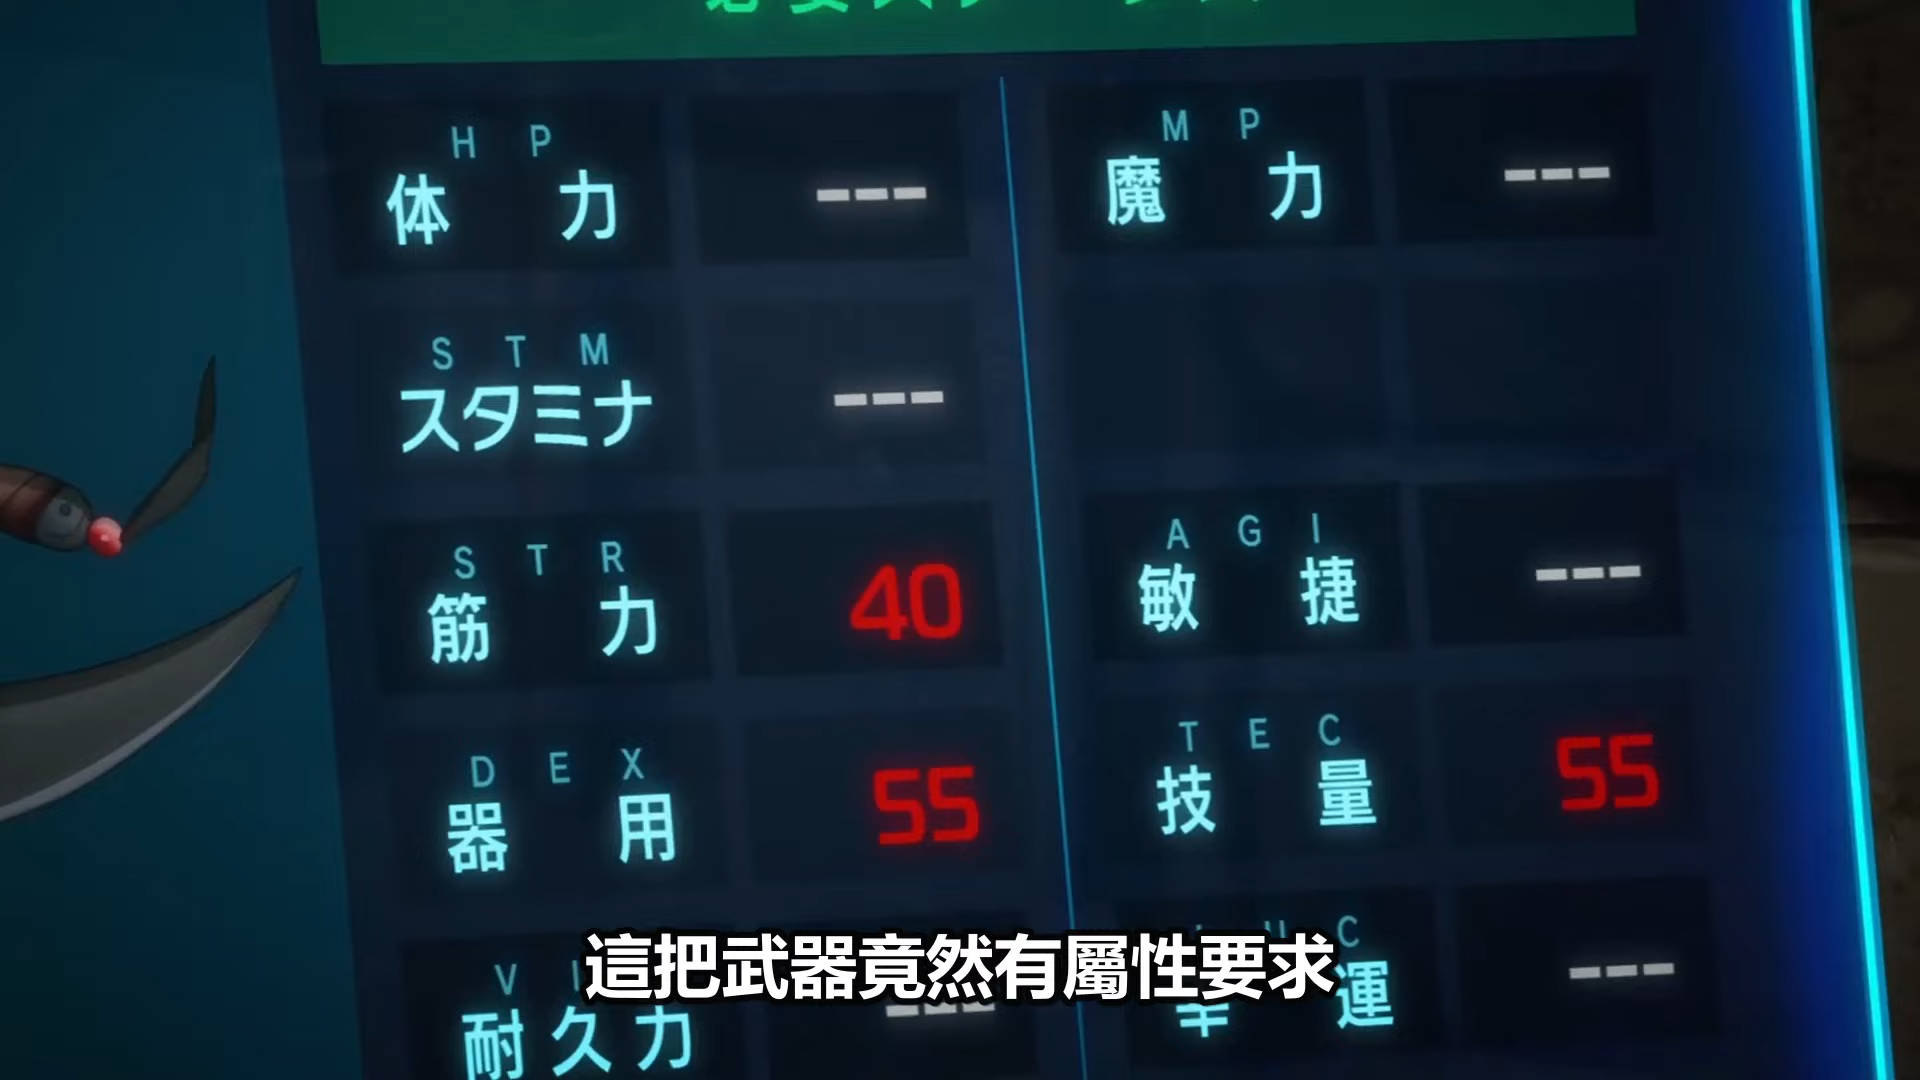 H P
体力 ---
M P
魔力 ---
S T M
スタミナ ---
S T R
筋力 40
A G I
敏捷 ---
D E X
器用 55
T E C
技量 55
V
耐久力 ---
C
幸運 ---
這把武器竟然有屬性要求